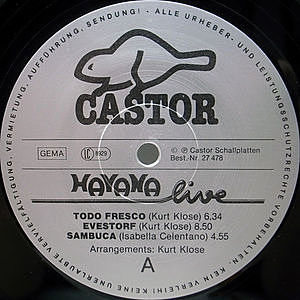 KEIN VERLEIH! KEINE UNERLAUBTE VERVIELFÄLTIGUNG, VERMIETUNG, AUFFÜHRUNG, SENDUNG! - ALLE URHEBER- UND LEISTUNGSSCHUTZRECHTE VORBEHALTEN.
CASTOR
GEMA
LC
9929
© ℗ Castor Schallplatten
Best.-Nr. 27 478
HAVANA live
TODO FRESCO (Kurt Klose) 6,34
EVESTORF (Kurt Klose) 8.50
SAMBUCA (Isabella Celentano) 4.55
Arrangements: Kurt Klose
A